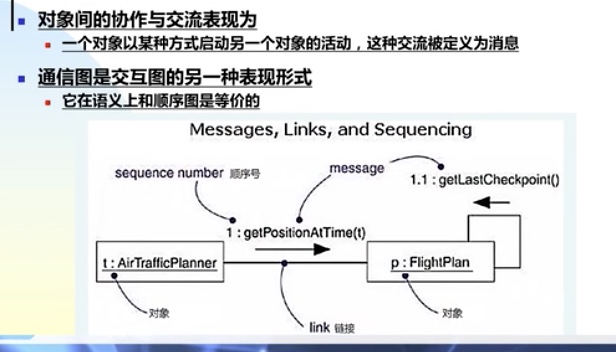 对象间的协作与交流表现为
一个对象以某种方式启动另一个对象的活动，这种交流被定义为消息
通信图是交互图的另一种表现形式
它在语义上和顺序图是等价的
Messages, Links, and Sequencing
sequence number 顺序号
message
1.1 : getLastCheckpoint()
1 : getPositionAtTime(t)
t : AirTrafficPlanner
p : FlightPlan
对象
link 链接
对象